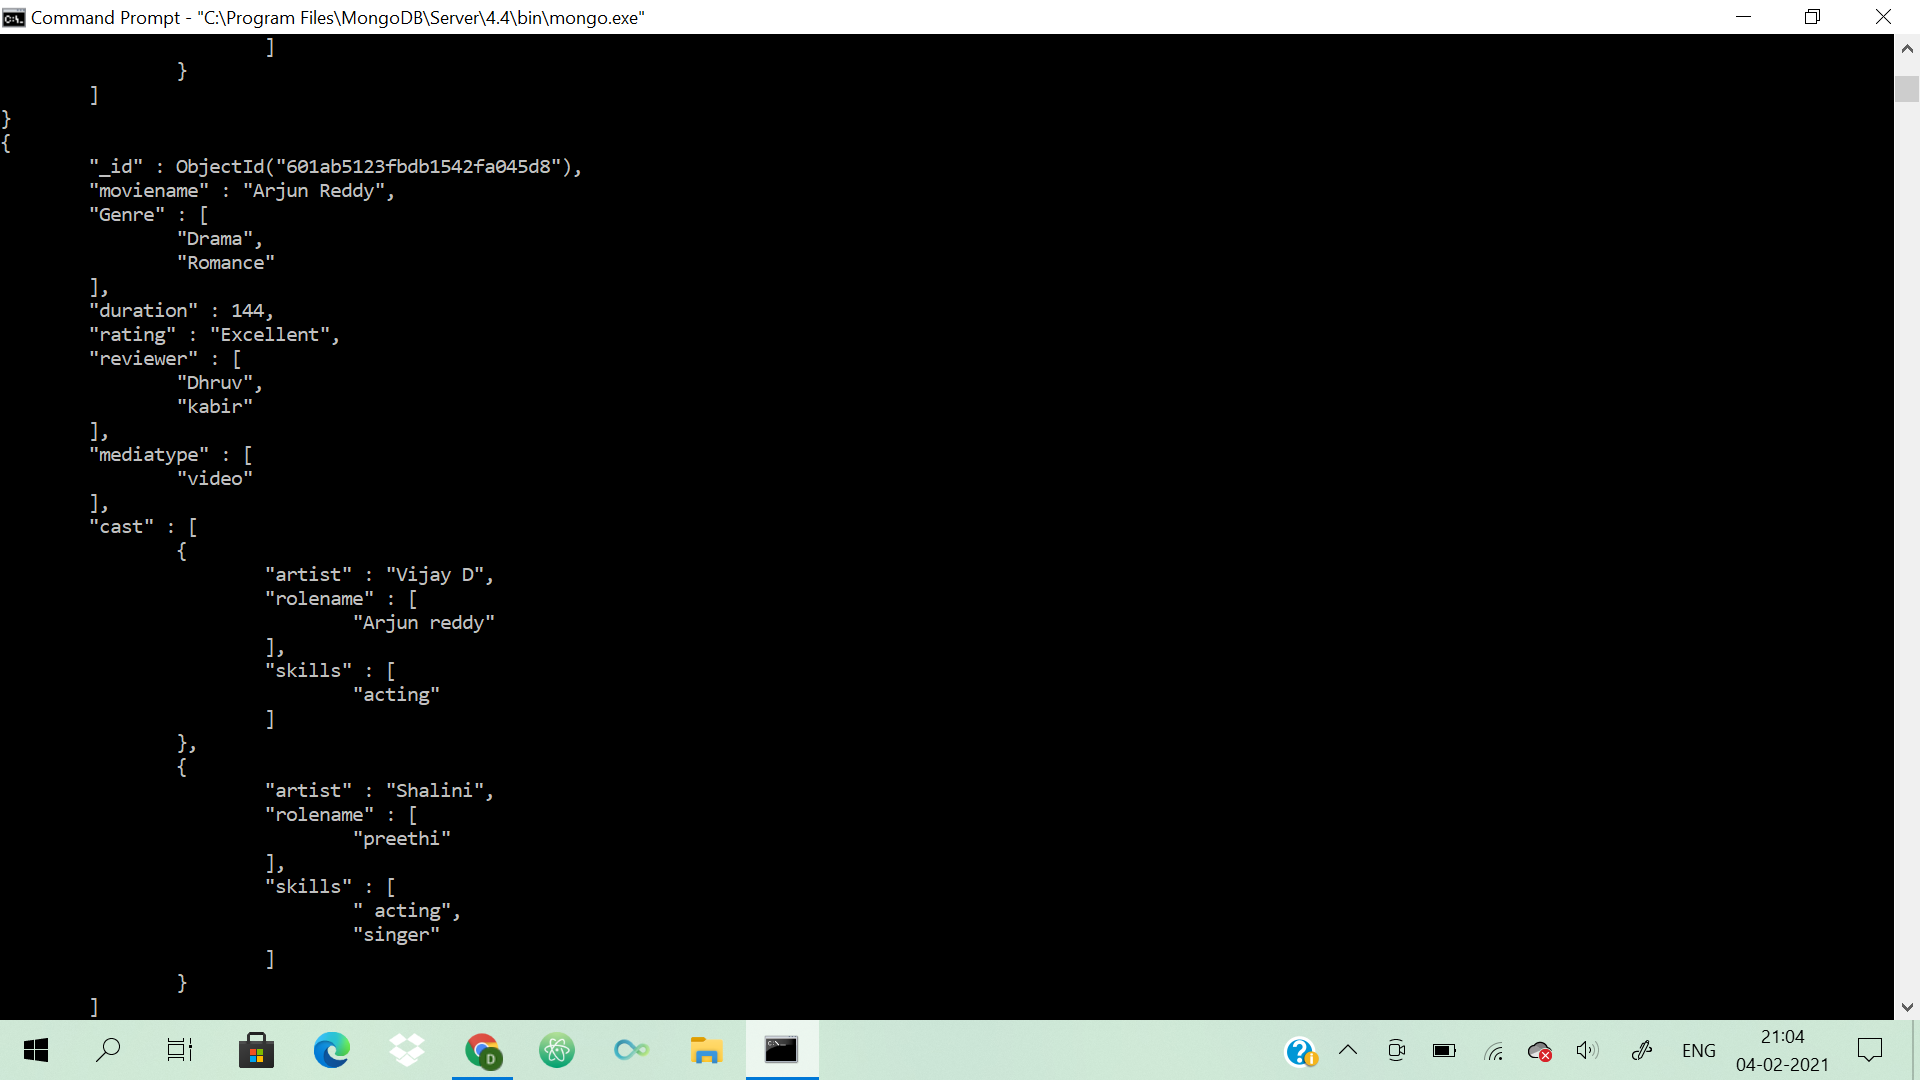 Command Prompt - "C:\Program Files\MongoDB\Server\4.4\bin\mongo.exe"
]
}
]
}
{
"_id" : ObjectId("601ab5123fbdb1542fa045d8"),
"moviename" : "Arjun Reddy",
"Genre" : [
"Drama",
"Romance"
],
"duration" : 144,
"rating" : "Excellent",
"reviewer" : [
"Dhruv",
"kabir"
],
"mediatype" : [
"video"
],
"cast" : [
{
"artist" : "Vijay D",
"rolename" : [
"Arjun reddy"
],
"skills" : [
"acting"
]
},
{
"artist" : "Shalini",
"rolename" : [
"preethi"
],
"skills" : [
" acting",
"singer"
]
}
]
D
ENG
21:04
04-02-2021